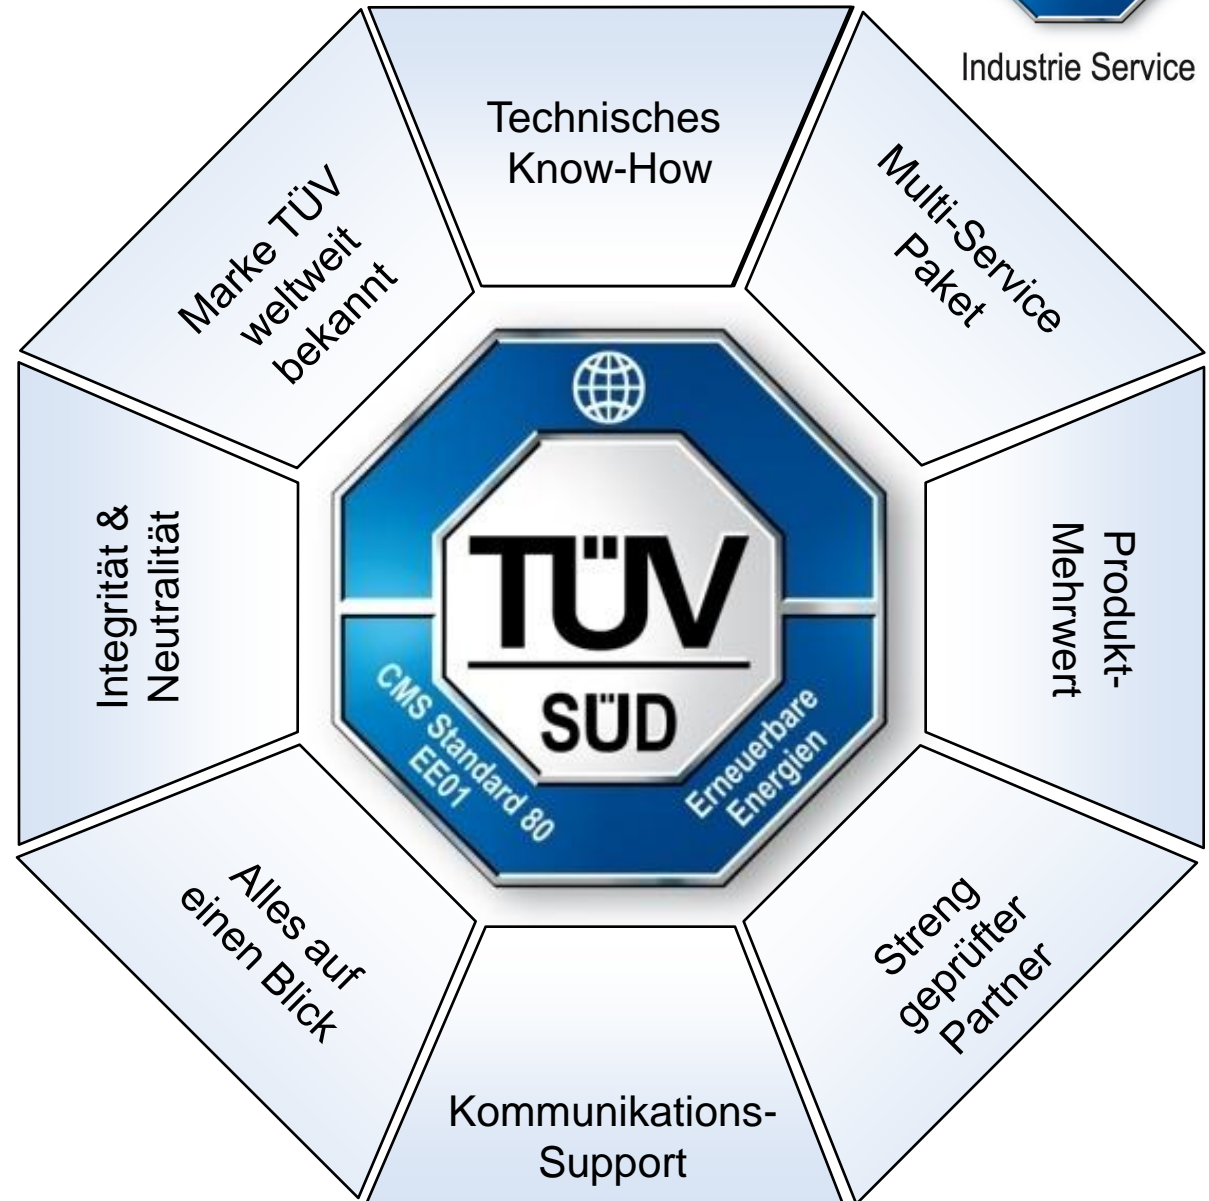 Industrie Service
Technisches
Know-How
Multi-Service
Paket
Produkt-
Mehrwert
Streng
geprüfter
Partner
Kommunikations-
Support
Alles auf
einen Blick
Integrität &
Neutralität
Marke TÜV
weltweit
bekannt
TÜV
SÜD
CMS Standard 80
EE01
Erneuerbare
Energien